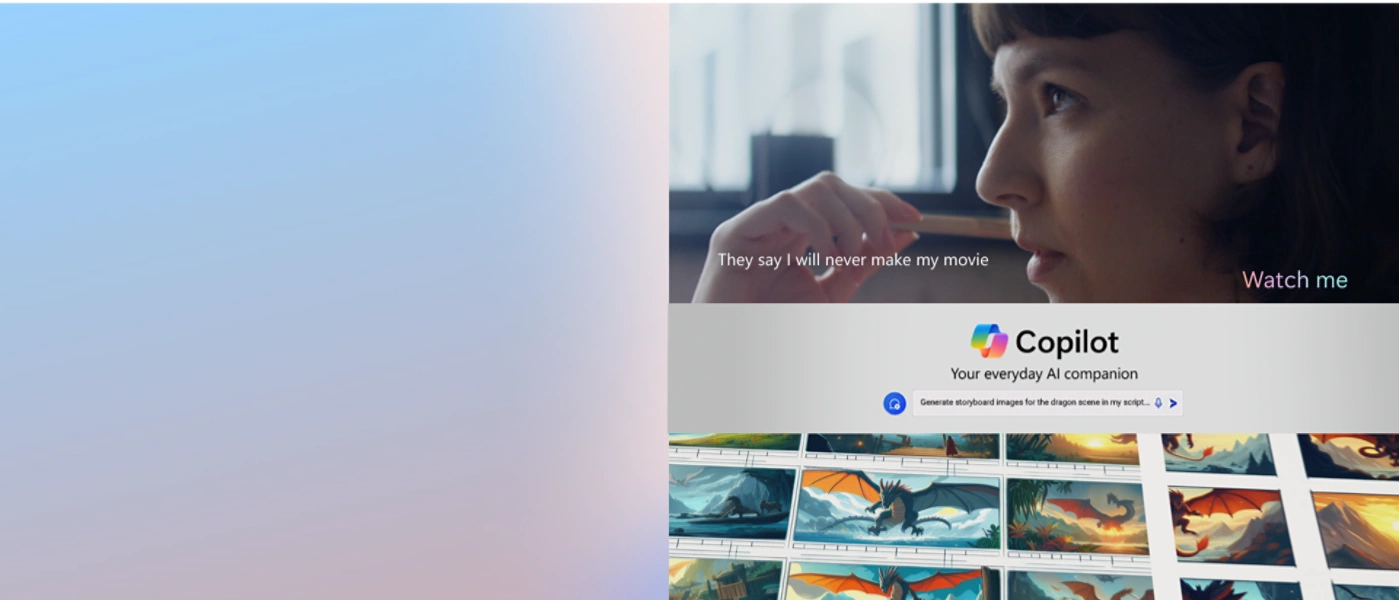 They say I will never make my movie
Watch me
Copilot
Your everyday AI companion
Generate storyboard images for the dragon scene in my script...